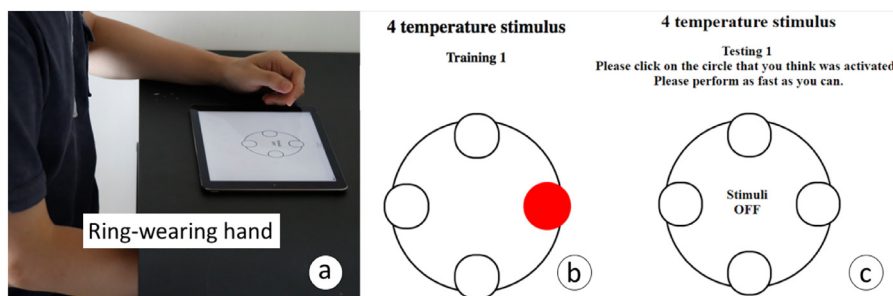 Ring-wearing hand
a
4 temperature stimulus
Training 1
b
4 temperature stimulus
Testing 1
Please click on the circle that you think was activated
Please perform as fast as you can.
Stimuli
OFF
c